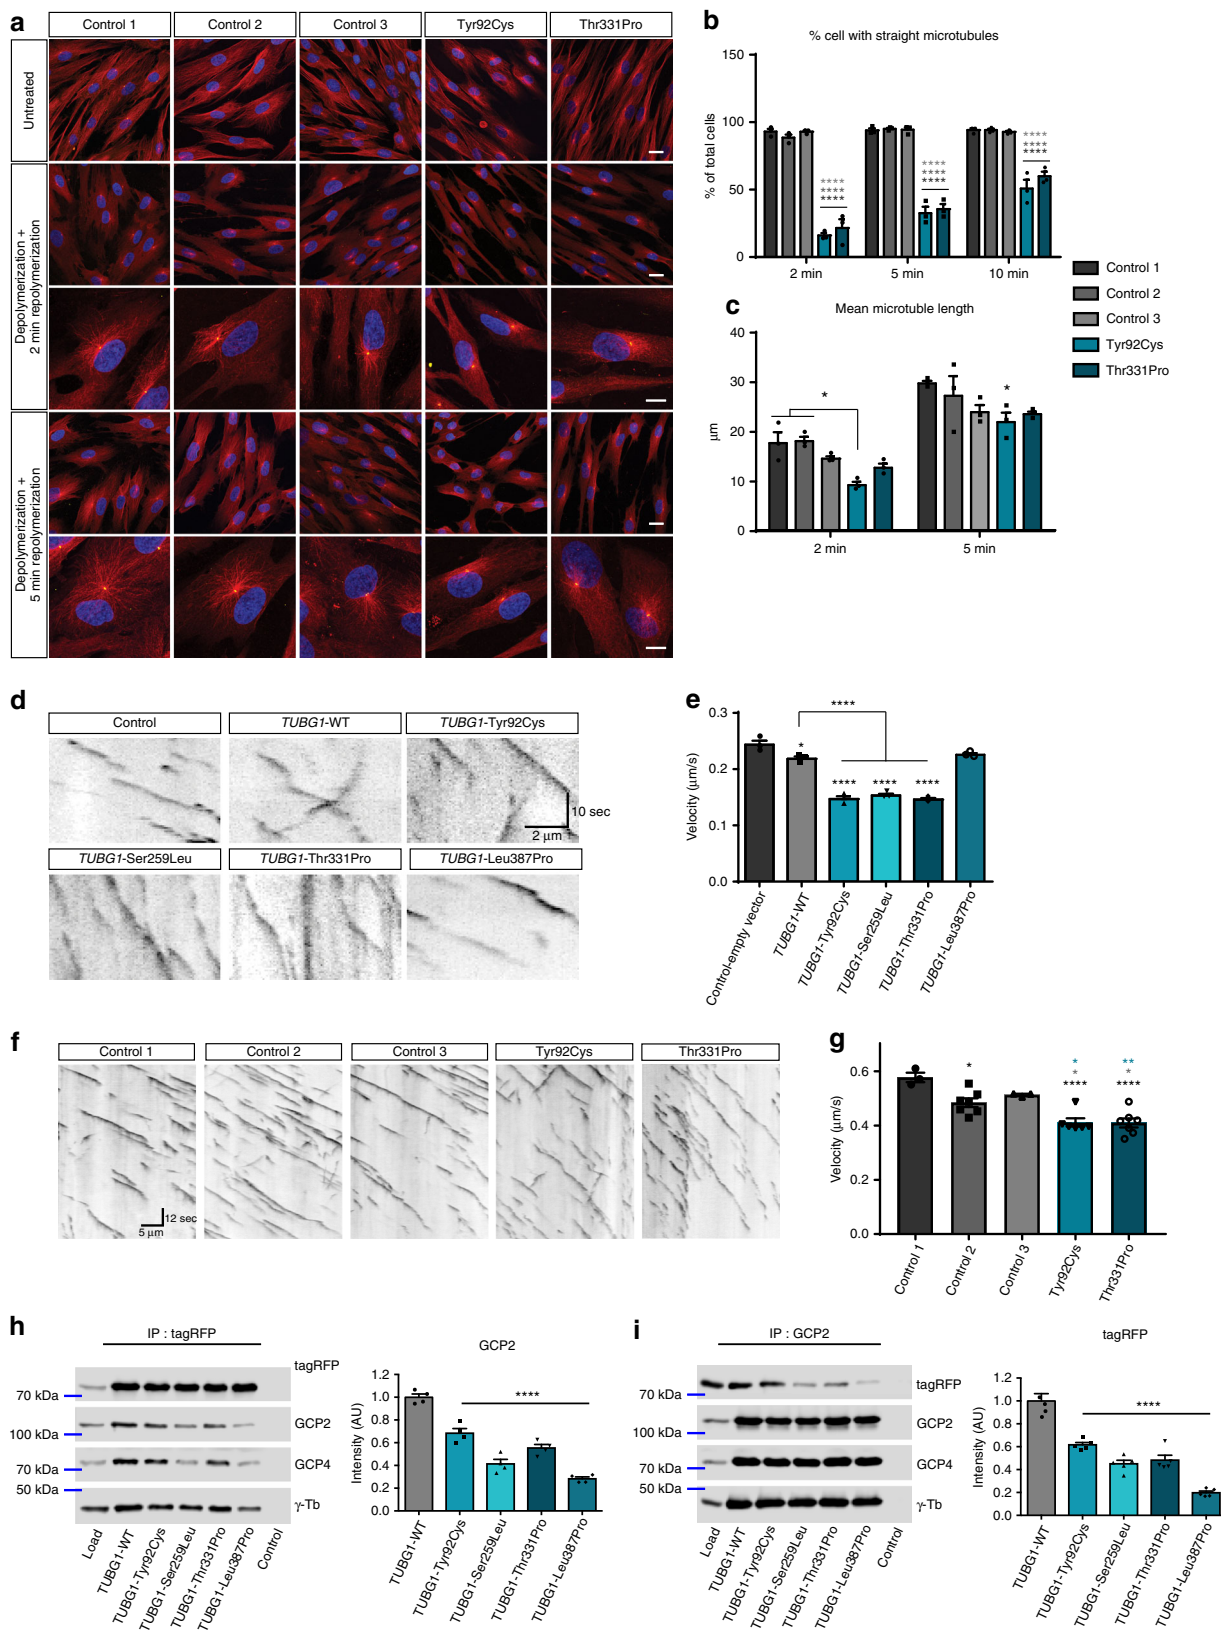 a
Control 1
Control 2
Control 3
Tyr92Cys
Thr331Pro
Untreated
Depolymerization +
2 min repolymerization
Depolymerization +
5 min repolymerization
b
% cell with straight microtubules
% of total cells
150
100
50
0
****
****
****
****
****
****
****
****
****
2 min
5 min
10 min
Control 1
Control 2
Control 3
Tyr92Cys
Thr331Pro
c
Mean microtuble length
μm
40
30
20
10
0
*
*
2 min
5 min
d
Control
TUBG1-WT
TUBG1-Tyr92Cys
10 sec
2 μm
TUBG1-Ser259Leu
TUBG1-Thr331Pro
TUBG1-Leu387Pro
e
Velocity (μm/s)
0.3
0.2
0.1
0.0
****
*
****
****
****
Control-empty vector
TUBG1-WT
TUBG1-Tyr92Cys
TUBG1-Ser259Leu
TUBG1-Thr331Pro
TUBG1-Leu387Pro
f
Control 1
Control 2
Control 3
Tyr92Cys
Thr331Pro
12 sec
5 μm
g
Velocity (μm/s)
0.6
0.4
0.2
0.0
*
*
*
****
**
*
****
Control 1
Control 2
Control 3
Tyr92Cys
Thr331Pro
h
IP : tagRFP
tagRFP
70 kDa
GCP2
100 kDa
GCP4
70 kDa
50 kDa
γ-Tb
Load
TUBG1-WT
TUBG1-Tyr92Cys
TUBG1-Ser259Leu
TUBG1-Thr331Pro
TUBG1-Leu387Pro
Control
GCP2
Intensity (AU)
1.2
1.0
0.8
0.6
0.4
0.2
0.0
****
TUBG1-WT
TUBG1-Tyr92Cys
TUBG1-Ser259Leu
TUBG1-Thr331Pro
TUBG1-Leu387Pro
i
IP : GCP2
tagRFP
70 kDa
GCP2
100 kDa
GCP4
70 kDa
50 kDa
γ-Tb
Load
TUBG1-WT
TUBG1-Tyr92Cys
TUBG1-Ser259Leu
TUBG1-Thr331Pro
TUBG1-Leu387Pro
Control
tagRFP
Intensity (AU)
1.2
1.0
0.8
0.6
0.4
0.2
0.0
****
TUBG1-WT
TUBG1-Tyr92Cys
TUBG1-Ser259Leu
TUBG1-Thr331Pro
TUBG1-Leu387Pro